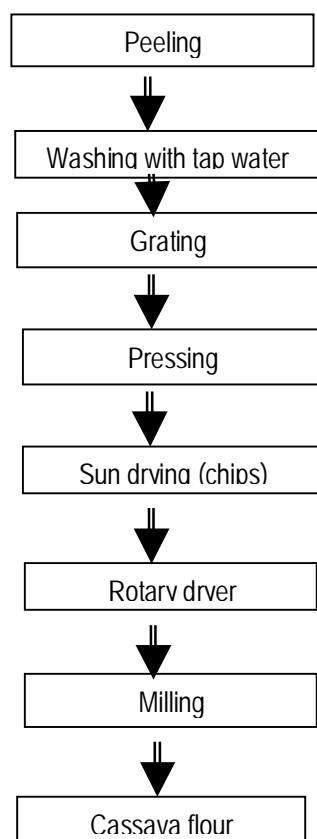 Peeling
Washing with tap water
Grating
Pressing
Sun drying (chips)
Rotary dryer
Milling
Cassava flour